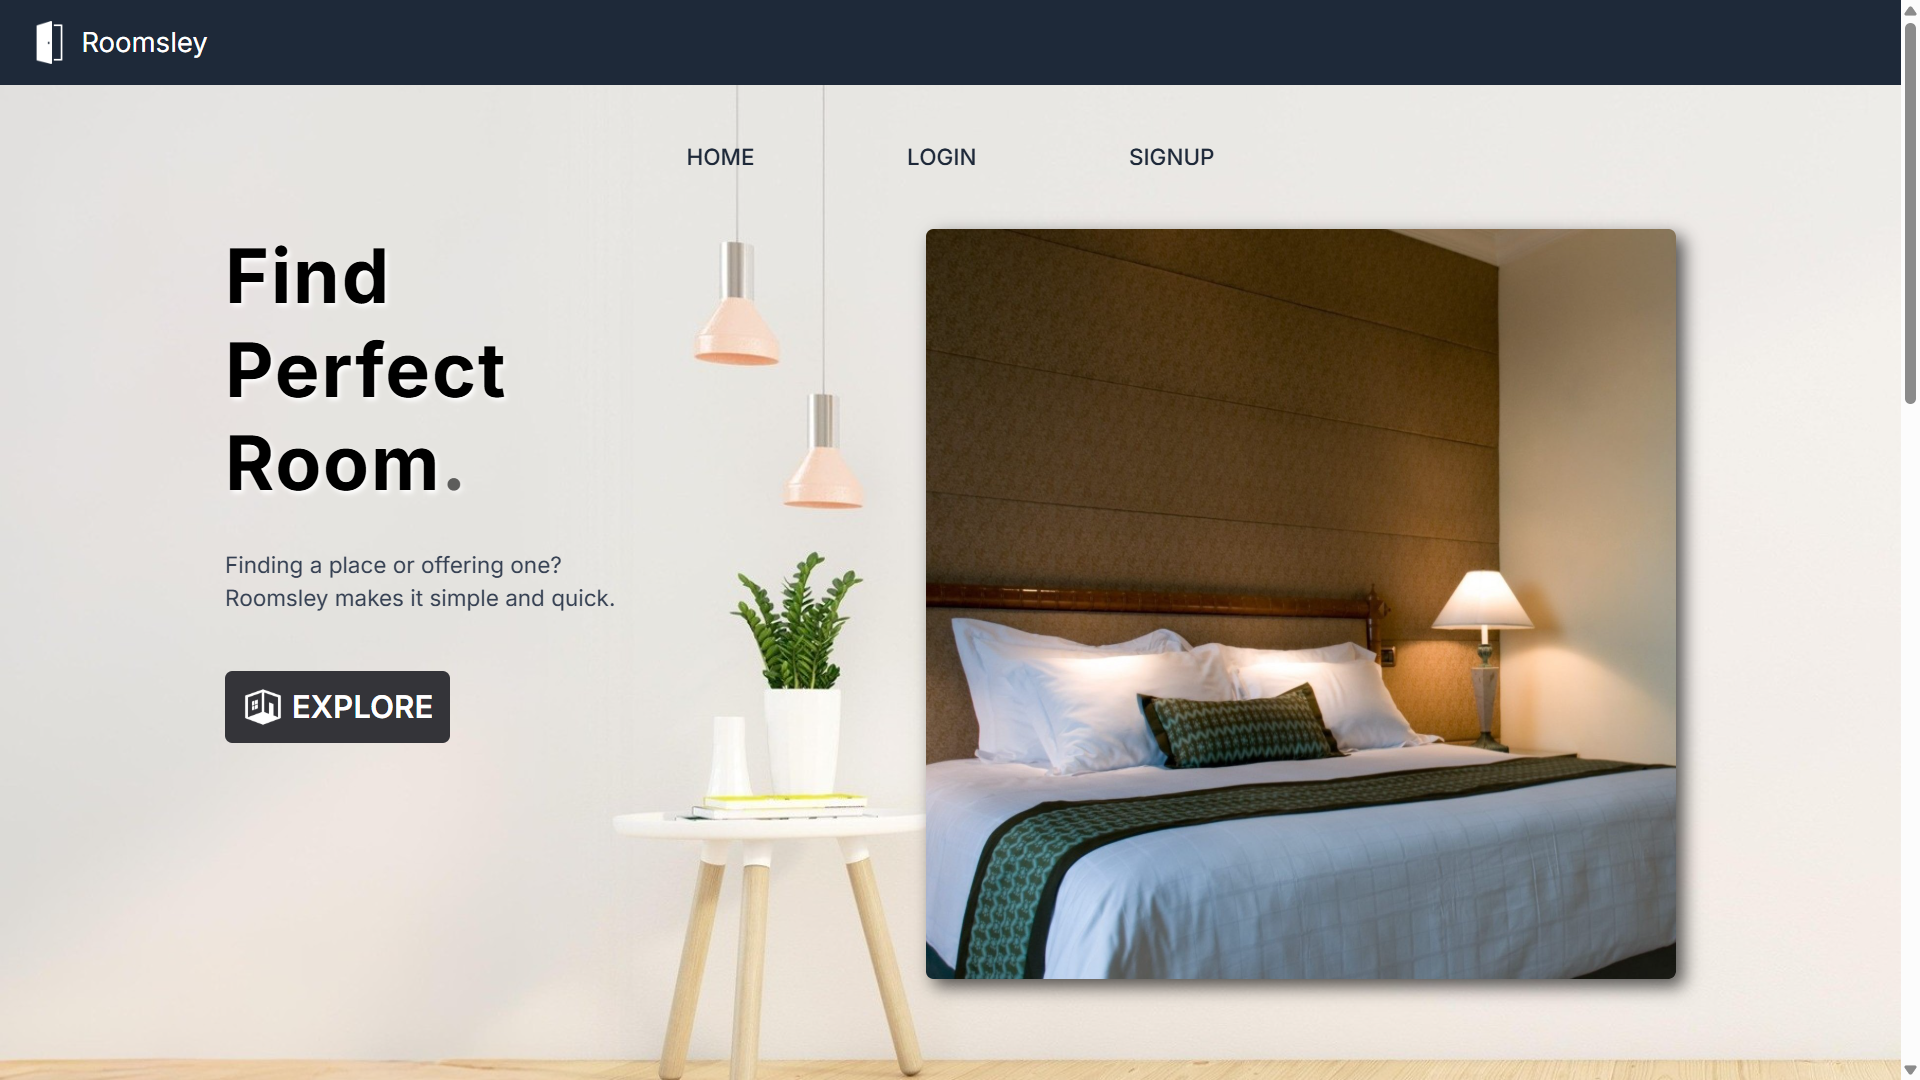 Roomsley
HOME LOGIN SIGNUP
Find
Perfect
Room.
Finding a place or offering one?
Roomsley makes it simple and quick.
EXPLORE